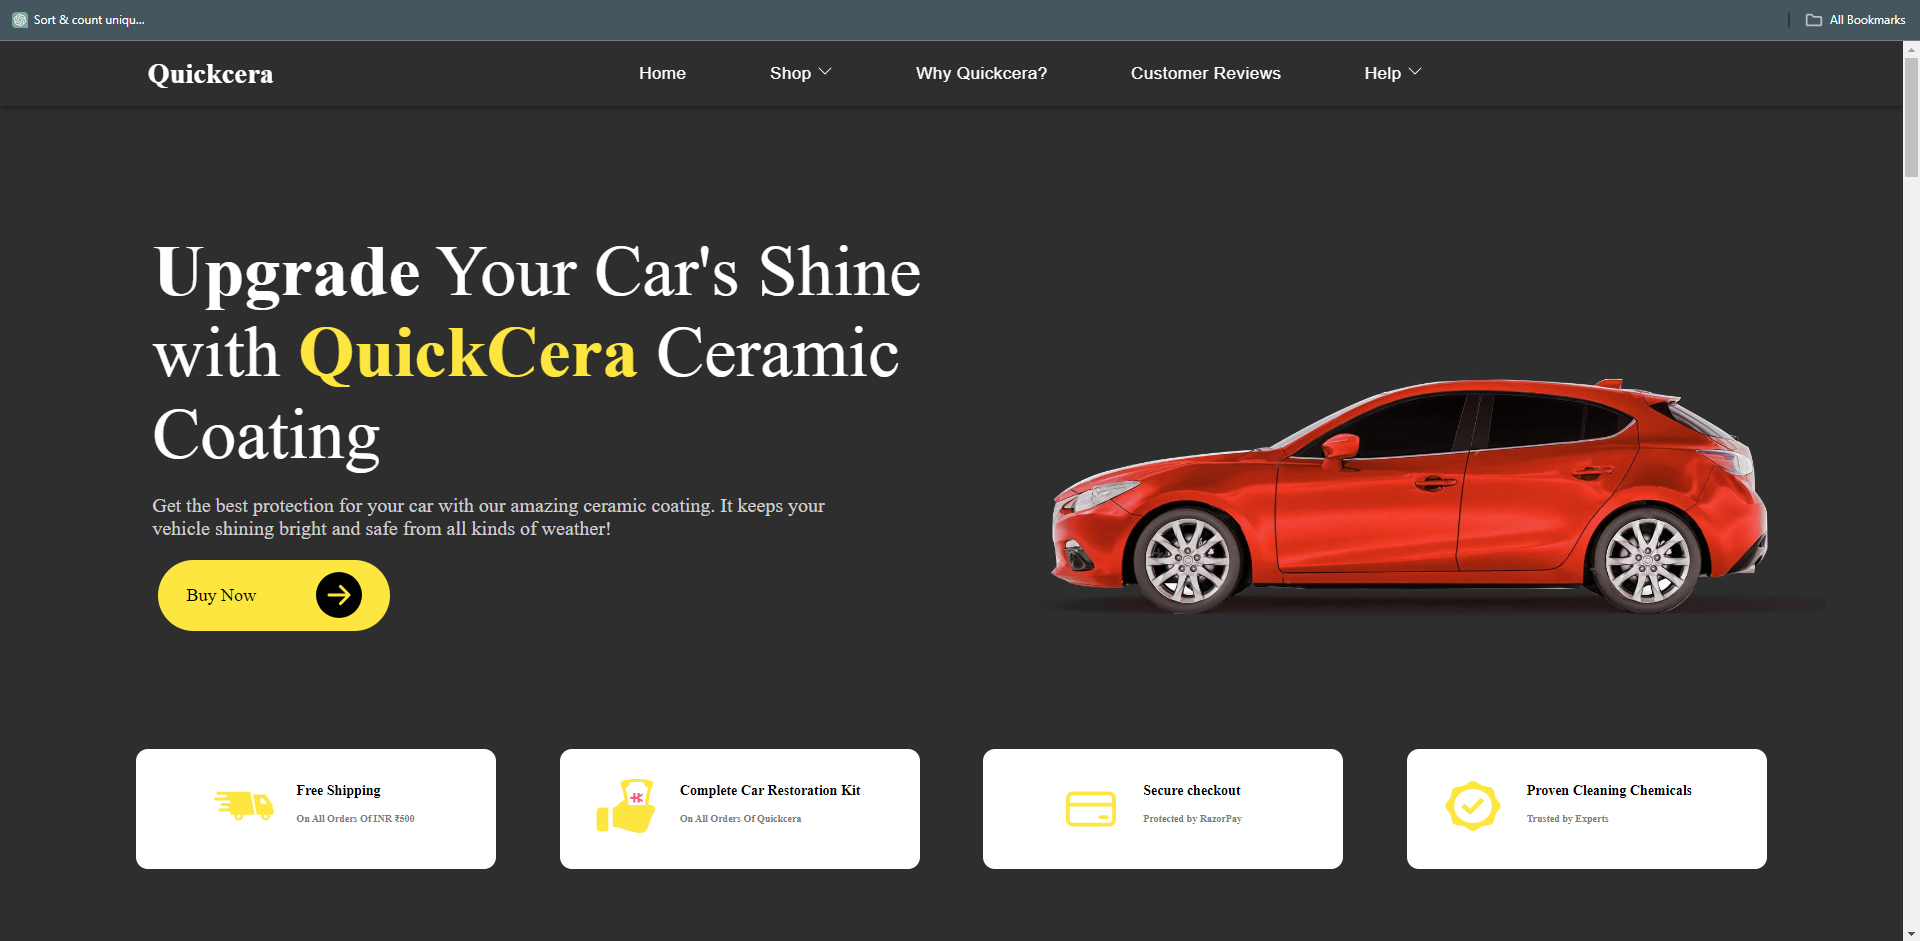 Sort & count uniqu...
All Bookmarks
Quickcera
Home
Shop
Why Quickcera?
Customer Reviews
Help
Upgrade Your Car's Shine
with QuickCera Ceramic
Coating
Get the best protection for your car with our amazing ceramic coating. It keeps your
vehicle shining bright and safe from all kinds of weather!
Buy Now
Free Shipping
On All Orders Of INR ₹500
Complete Car Restoration Kit
On All Orders Of Quickcera
Secure checkout
Protected by RazorPay
Proven Cleaning Chemicals
Trusted by Experts